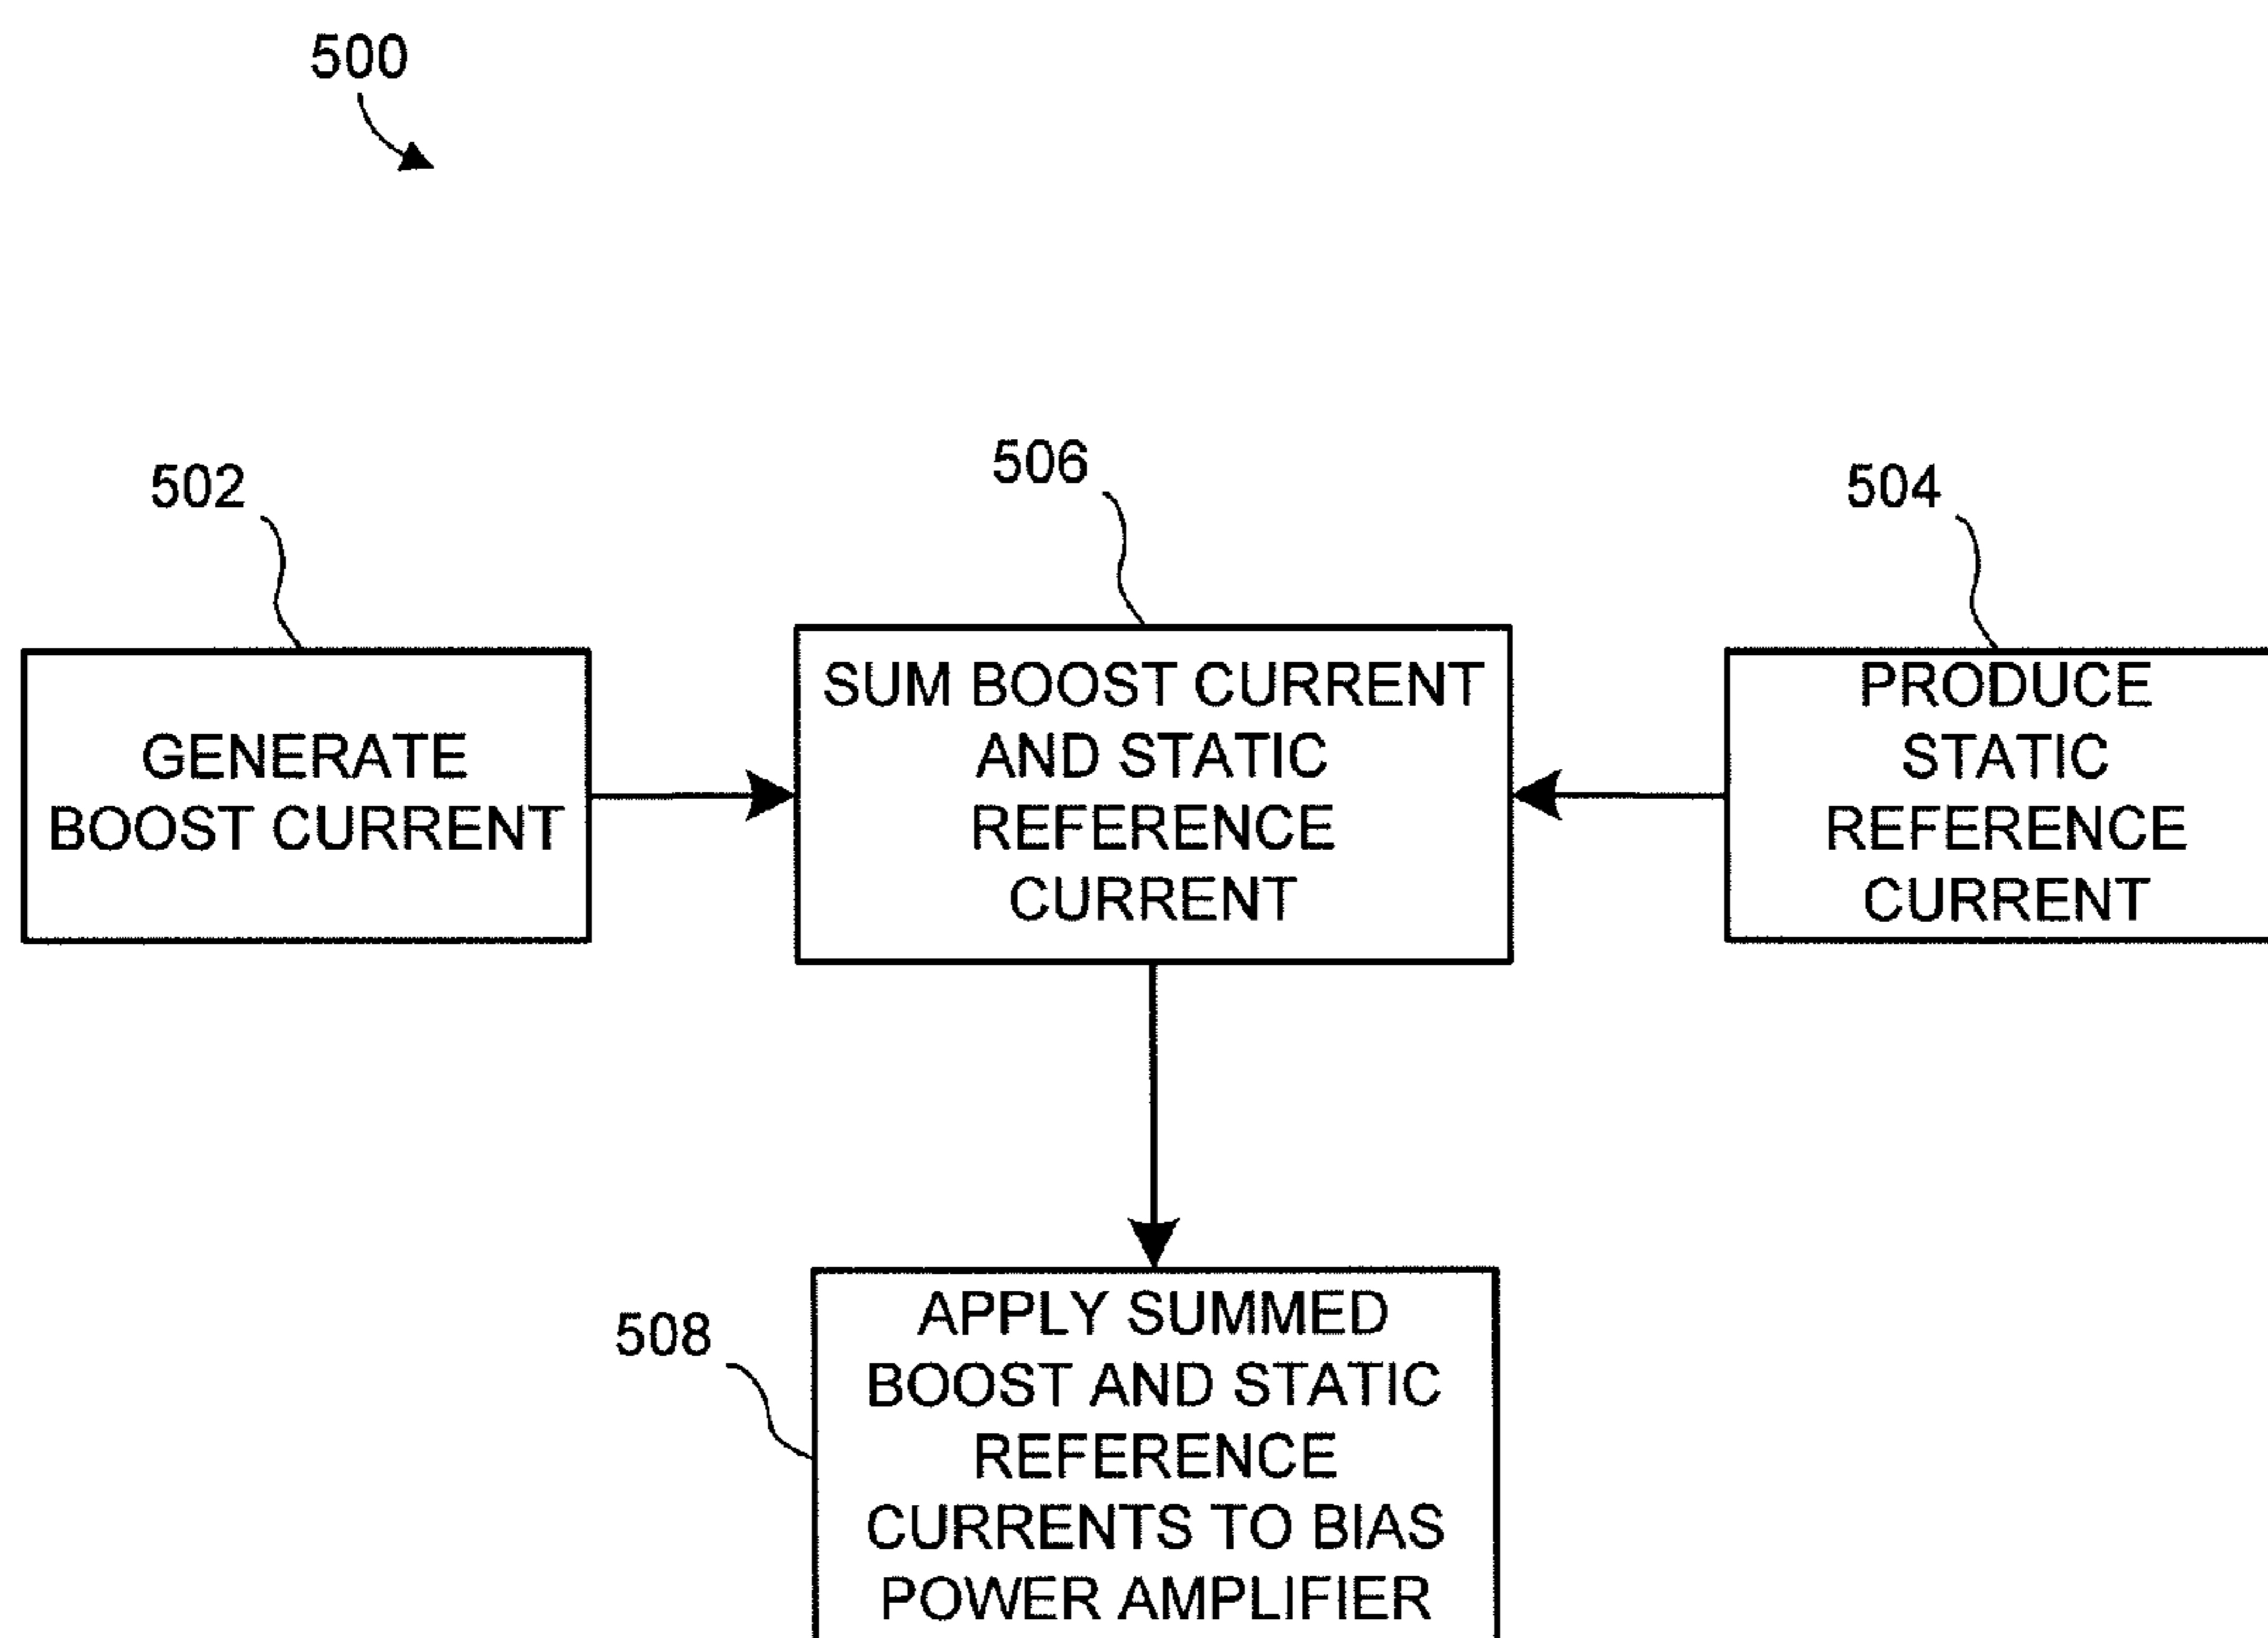 500
502
506
504
GENERATE
BOOST CURRENT
SUM BOOST CURRENT
AND STATIC
REFERENCE
CURRENT
PRODUCE
STATIC
REFERENCE
CURRENT
508
APPLY SUMMED
BOOST AND STATIC
REFERENCE
CURRENTS TO BIAS
POWER AMPLIFIER